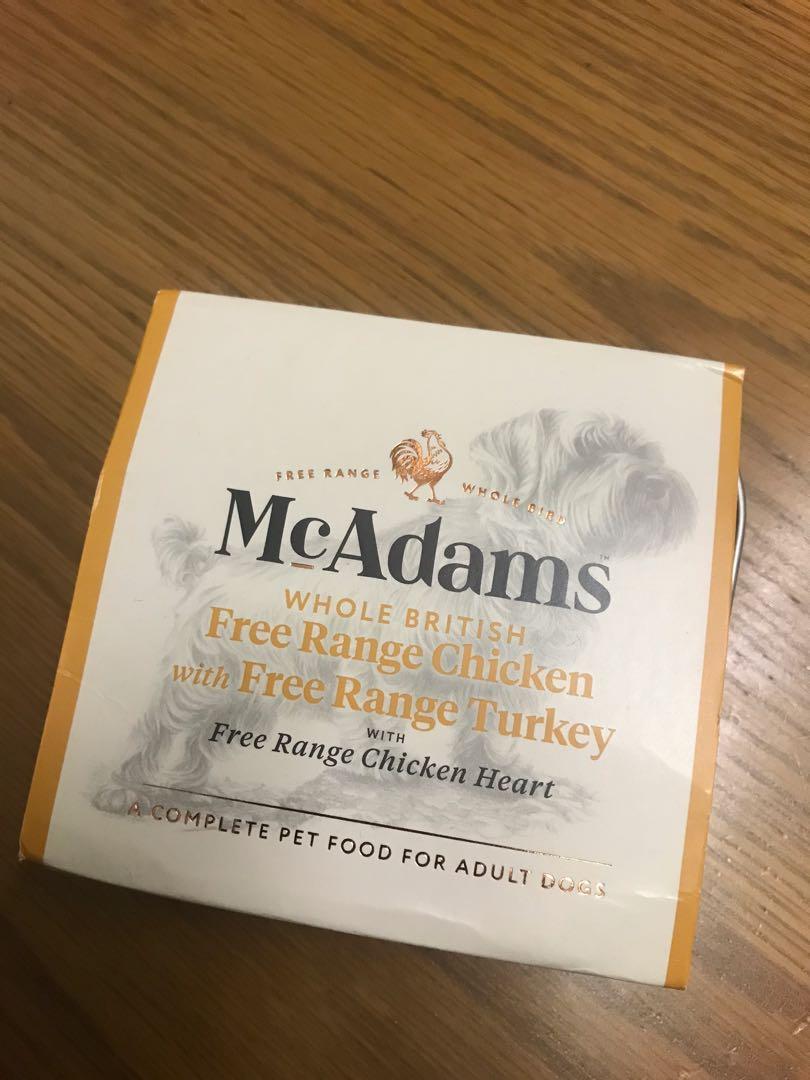 FREE RANGE WHOLE BIRD
McAdams™
WHOLE BRITISH
Free Range Chicken
with Free Range Turkey
WITH
Free Range Chicken Heart
A COMPLETE PET FOOD FOR ADULT DOGS